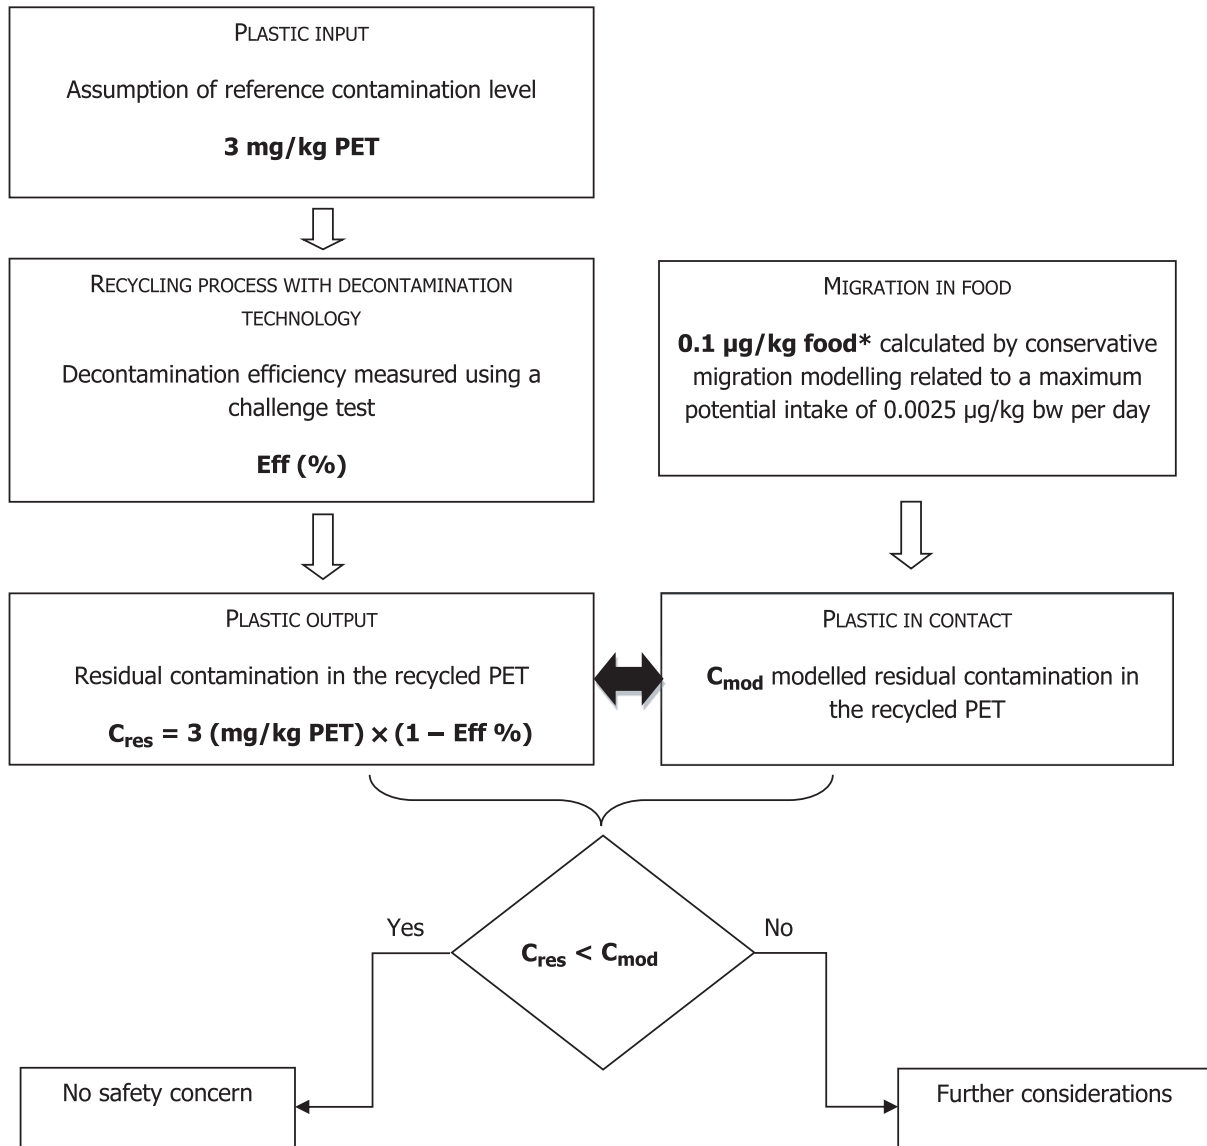 PLASTIC INPUT
Assumption of reference contamination level
3 mg/kg PET
RECYCLING PROCESS WITH DECONTAMINATION
TECHNOLOGY
Decontamination efficiency measured using a
challenge test
Eff (%)
MIGRATION IN FOOD
0.1 µg/kg food* calculated by conservative
migration modelling related to a maximum
potential intake of 0.0025 µg/kg bw per day
PLASTIC OUTPUT
Residual contamination in the recycled PET
Cres = 3 (mg/kg PET) × (1 – Eff %)
PLASTIC IN CONTACT
Cmod modelled residual contamination in
the recycled PET
Yes
No
Cres < Cmod
No safety concern
Further considerations